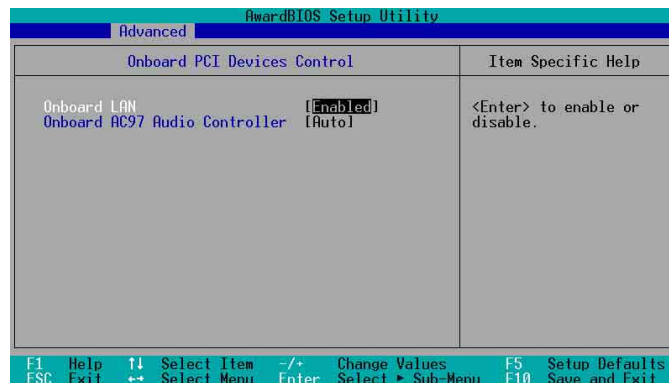 AwardBIOS Setup Utility
Advanced
Onboard PCI Devices Control
Item Specific Help
Onboard LAN [Enabled]
Onboard AC97 Audio Controller [Auto]
<Enter> to enable or
disable.
F1 Help ↑↓ Select Item -/+ Change Values F5 Setup Defaults
ESC Exit ←→ Select Menu Enter Select ► Sub-Menu F10 Save and Exit